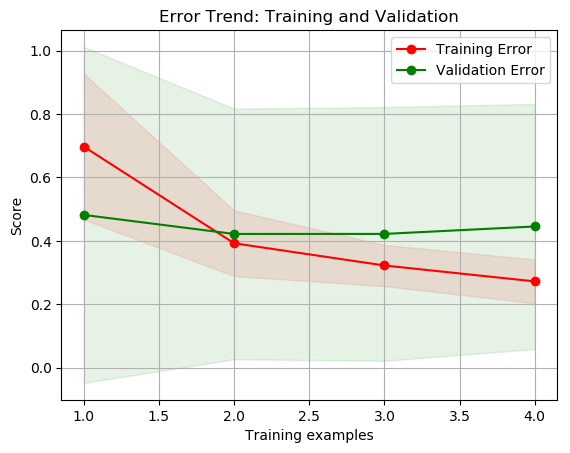 Error Trend: Training and Validation
Training Error
Validation Error
1.0
0.8
0.6
0.4
0.2
0.0
Score
1.0 1.5 2.0 2.5 3.0 3.5 4.0
Training examples